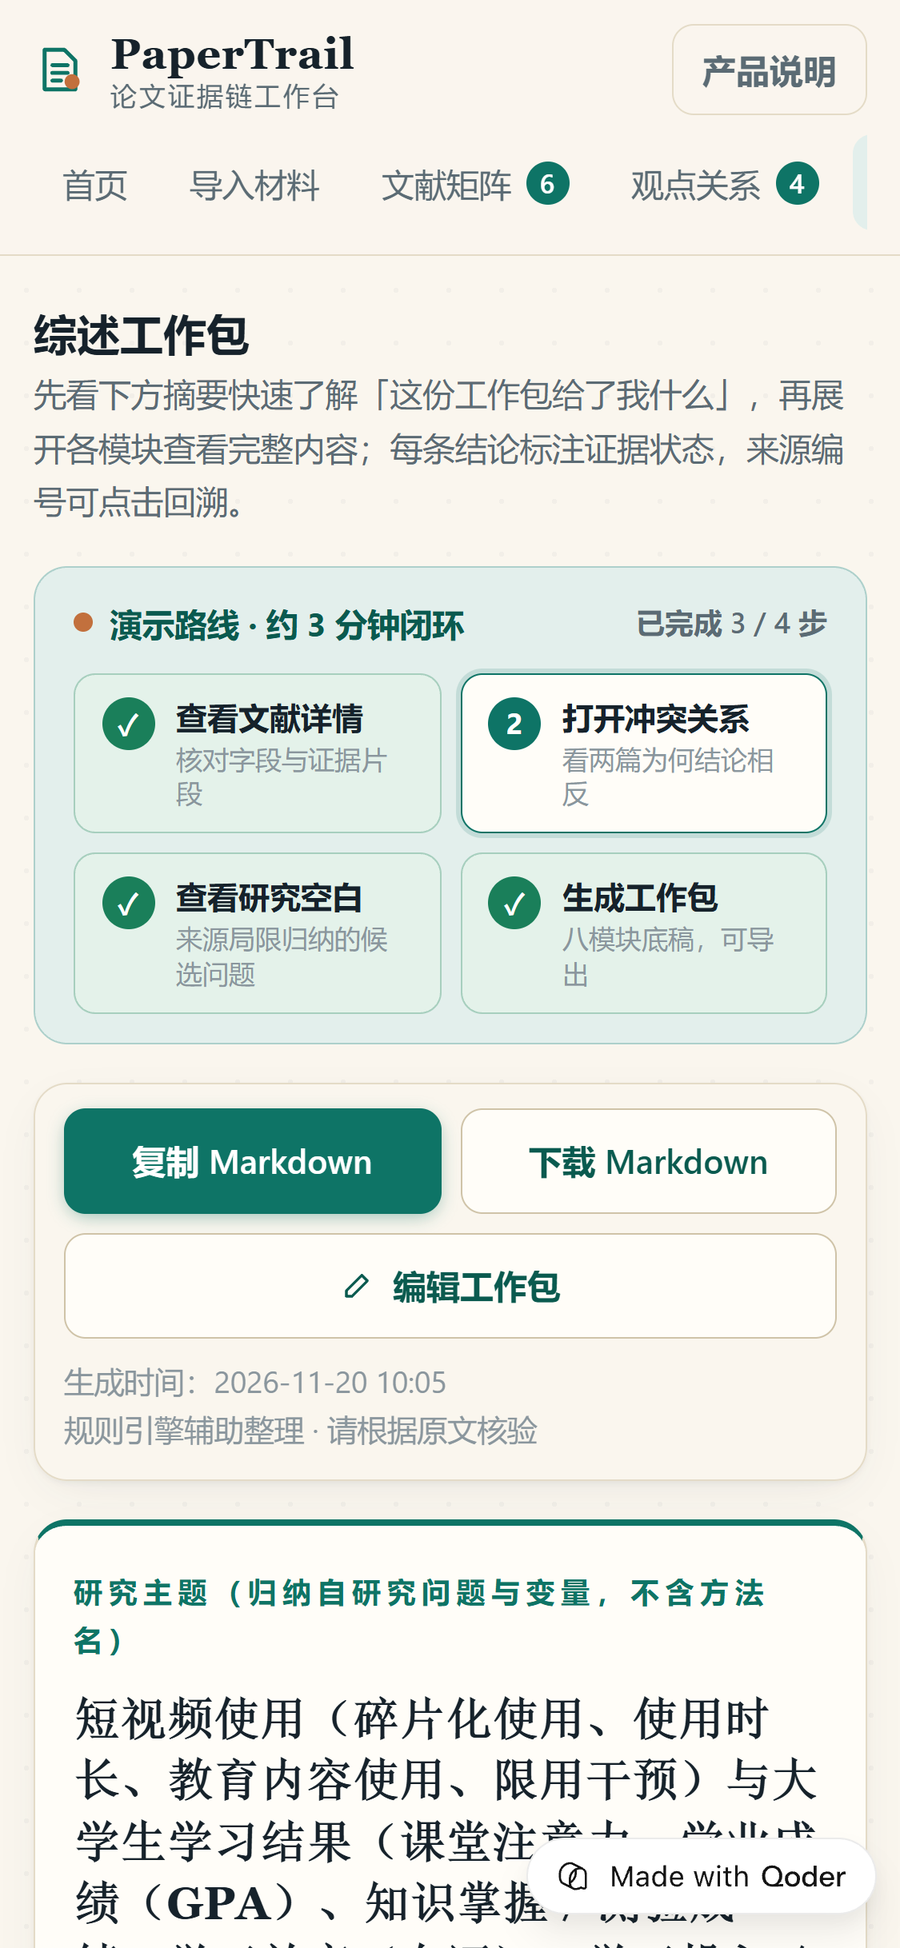 PaperTrail
论文证据链工作台
产品说明
首页 导入材料 文献矩阵 6 观点关系 4
综述工作包
先看下方摘要快速了解「这份工作包给了我什么」，再展
开各模块查看完整内容；每条结论标注证据状态，来源编
号可点击回溯。
演示路线 · 约 3 分钟闭环
已完成 3 / 4 步
查看文献详情
核对字段与证据片
段
2 打开冲突关系
看两篇为何结论相
反
查看研究空白
来源局限归纳的候
选问题
生成工作包
八模块底稿，可导
出
复制 Markdown
下载 Markdown
编辑工作包
生成时间：2026-11-20 10:05
规则引擎辅助整理 · 请根据原文核验
研究主题（归纳自研究问题与变量，不含方法
名）
短视频使用（碎片化使用、使用时
长、教育内容使用、限用干预）与大
学生学习结果（课堂注意力、学业成
绩（GPA）、知识掌握
Made with Qoder